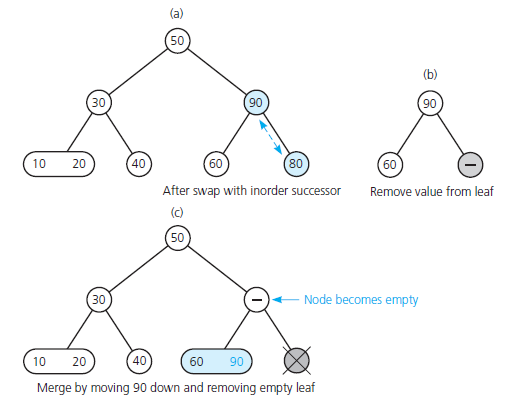 (a)
50
(b)
30 90 90
10 20 40 60 80 60 –
After swap with inorder successor Remove value from leaf
(c)
50
30 – Node becomes empty
10 20 40 60 90
Merge by moving 90 down and removing empty leaf